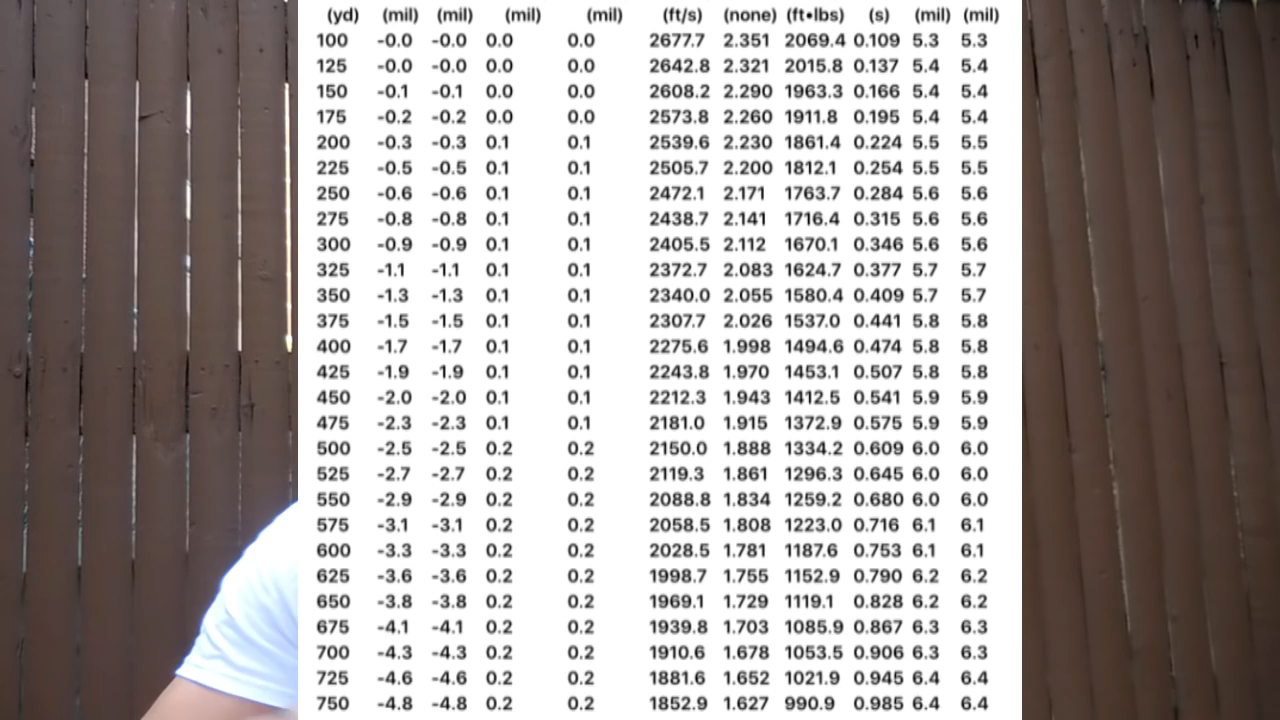 (yd) (mil) (mil) (mil) (mil) (ft/s) (none) (ft•lbs) (s) (mil) (mil)
100 -0.0 -0.0 0.0 0.0 2677.7 2.351 2069.4 0.109 5.3 5.3
125 -0.0 -0.0 0.0 0.0 2642.8 2.321 2015.8 0.137 5.4 5.4
150 -0.1 -0.1 0.0 0.0 2608.2 2.290 1963.3 0.166 5.4 5.4
175 -0.2 -0.2 0.0 0.0 2573.8 2.260 1911.8 0.195 5.4 5.4
200 -0.3 -0.3 0.1 0.1 2539.6 2.230 1861.4 0.224 5.5 5.5
225 -0.5 -0.5 0.1 0.1 2505.7 2.200 1812.1 0.254 5.5 5.5
250 -0.6 -0.6 0.1 0.1 2472.1 2.171 1763.7 0.284 5.6 5.6
275 -0.8 -0.8 0.1 0.1 2438.7 2.141 1716.4 0.315 5.6 5.6
300 -0.9 -0.9 0.1 0.1 2405.5 2.112 1670.1 0.346 5.6 5.6
325 -1.1 -1.1 0.1 0.1 2372.7 2.083 1624.7 0.377 5.7 5.7
350 -1.3 -1.3 0.1 0.1 2340.0 2.055 1580.4 0.409 5.7 5.7
375 -1.5 -1.5 0.1 0.1 2307.7 2.026 1537.0 0.441 5.8 5.8
400 -1.7 -1.7 0.1 0.1 2275.6 1.998 1494.6 0.474 5.8 5.8
425 -1.9 -1.9 0.1 0.1 2243.8 1.970 1453.1 0.507 5.8 5.8
450 -2.0 -2.0 0.1 0.1 2212.3 1.943 1412.5 0.541 5.9 5.9
475 -2.3 -2.3 0.1 0.1 2181.0 1.915 1372.9 0.575 5.9 5.9
500 -2.5 -2.5 0.2 0.2 2150.0 1.888 1334.2 0.609 6.0 6.0
525 -2.7 -2.7 0.2 0.2 2119.3 1.861 1296.3 0.645 6.0 6.0
550 -2.9 -2.9 0.2 0.2 2088.8 1.834 1259.2 0.680 6.0 6.0
575 -3.1 -3.1 0.2 0.2 2058.5 1.808 1223.0 0.716 6.1 6.1
600 -3.3 -3.3 0.2 0.2 2028.5 1.781 1187.6 0.753 6.1 6.1
625 -3.6 -3.6 0.2 0.2 1998.7 1.755 1152.9 0.790 6.2 6.2
650 -3.8 -3.8 0.2 0.2 1969.1 1.729 1119.1 0.828 6.2 6.2
675 -4.1 -4.1 0.2 0.2 1939.8 1.703 1085.9 0.867 6.3 6.3
700 -4.3 -4.3 0.2 0.2 1910.6 1.678 1053.5 0.906 6.3 6.3
725 -4.6 -4.6 0.2 0.2 1881.6 1.652 1021.9 0.945 6.4 6.4
750 -4.8 -4.8 0.2 0.2 1852.9 1.627 990.9 0.985 6.4 6.4